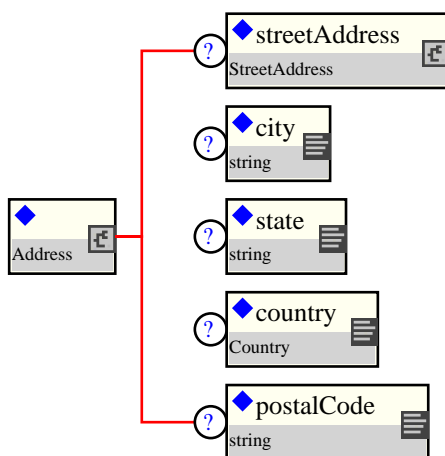 ?
streetAddress
StreetAddress
?
city
string
Address
?
state
string
?
country
Country
?
postalCode
string